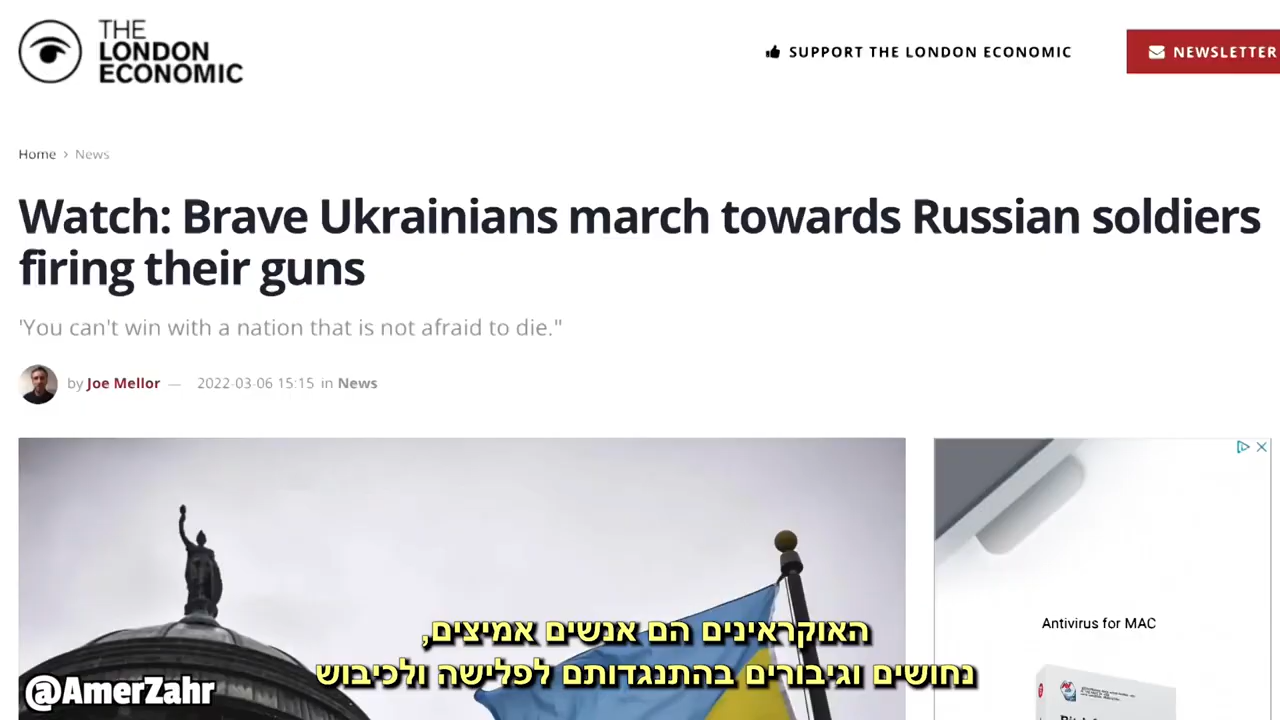 THE
LONDON
ECONOMIC
SUPPORT THE LONDON ECONOMIC
NEWSLETTER
Home > News
Watch: Brave Ukrainians march towards Russian soldiers
firing their guns
'You can't win with a nation that is not afraid to die."
by Joe Mellor — 2022-03-06 15:15 in News
Antivirus for MAC
האוקראינים הם אנשים אמיצים,
נחושים וגיבורים בהתנגדותם לפלישה ולכיבוש
@AmerZahr